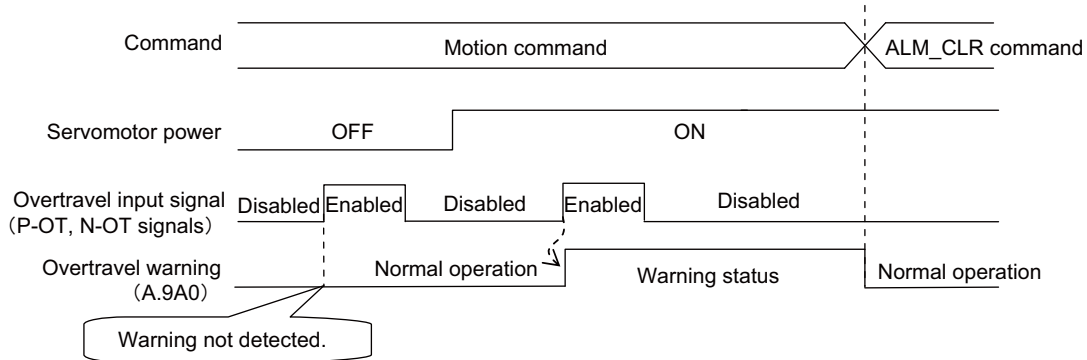 Command
Motion command
ALM_CLR command
Servomotor power
OFF
ON
Overtravel input signal
(P-OT, N-OT signals)
Disabled
Enabled
Disabled
Enabled
Disabled
Overtravel warning
(A.9A0)
Normal operation
Warning status
Normal operation
Warning not detected.